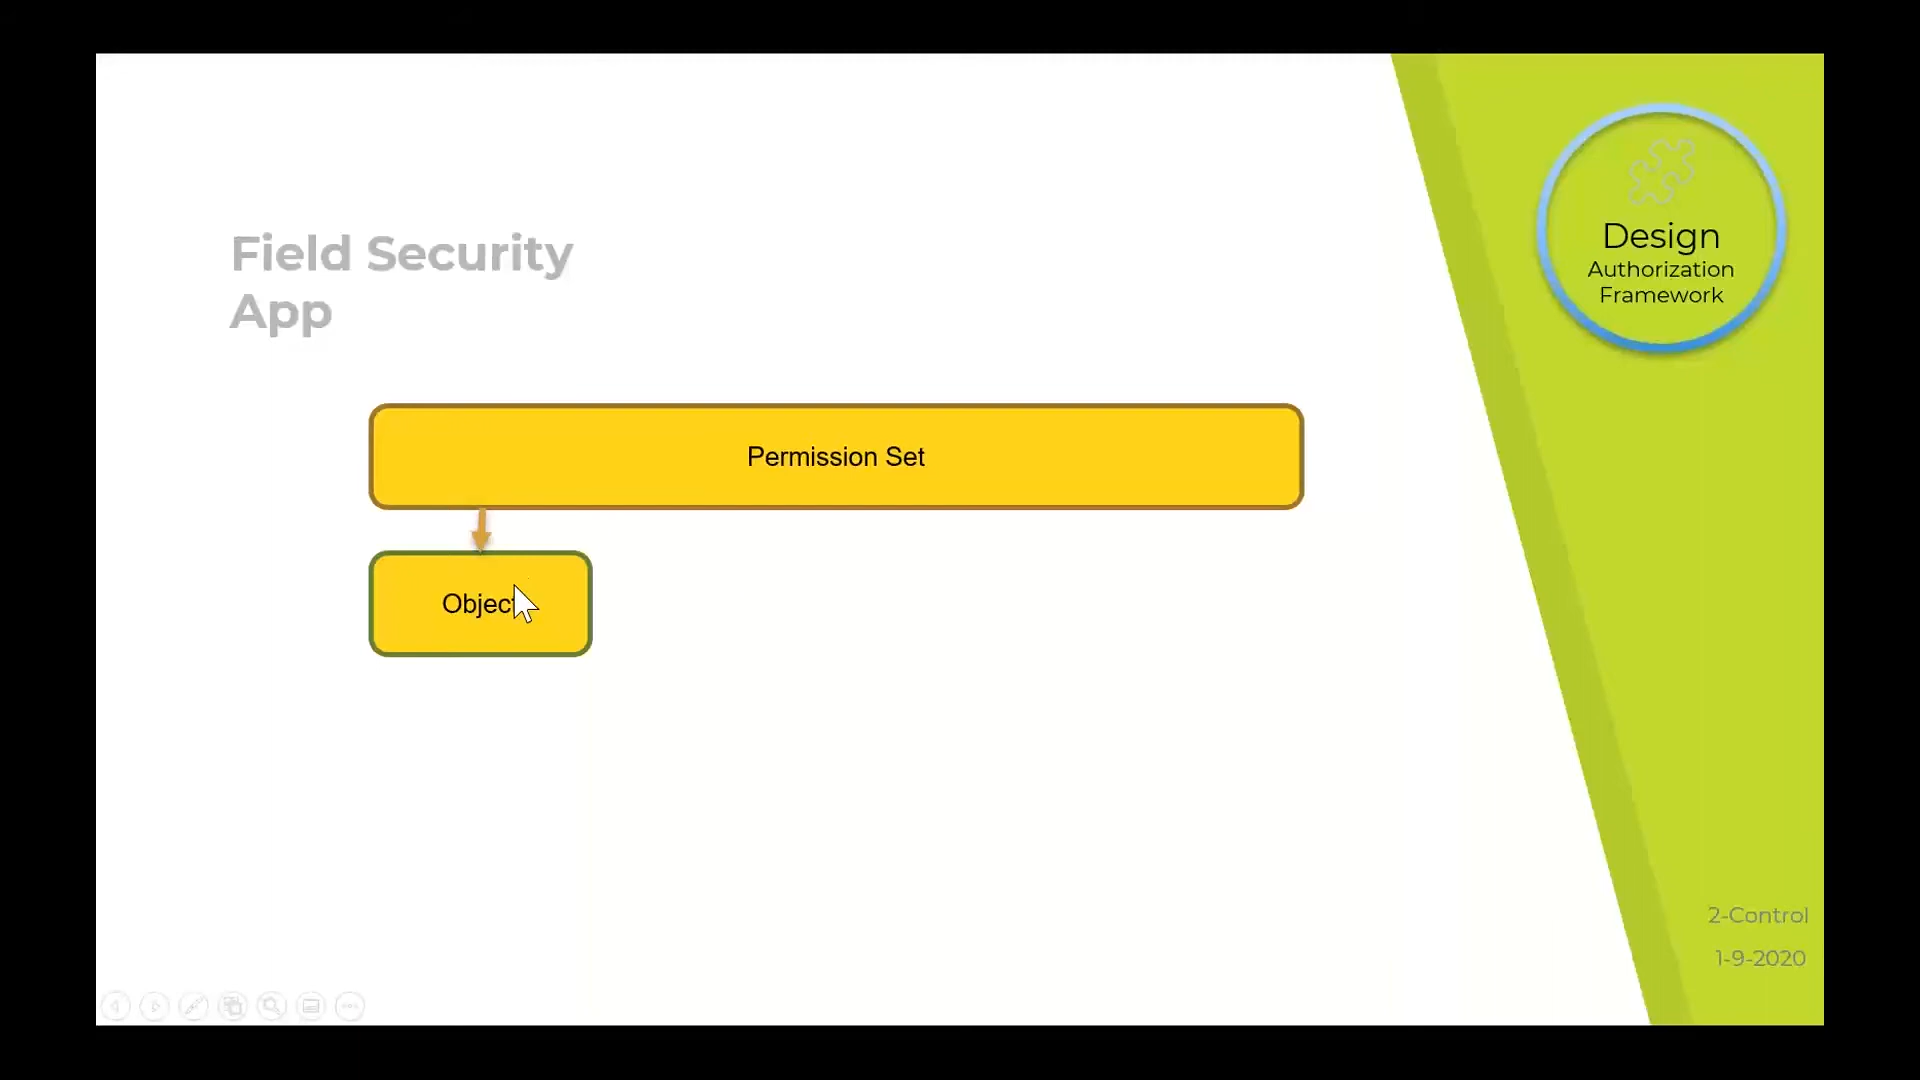 Field Security
App
Design
Authorization
Framework
Permission Set
Object
2-Control
1-9-2020